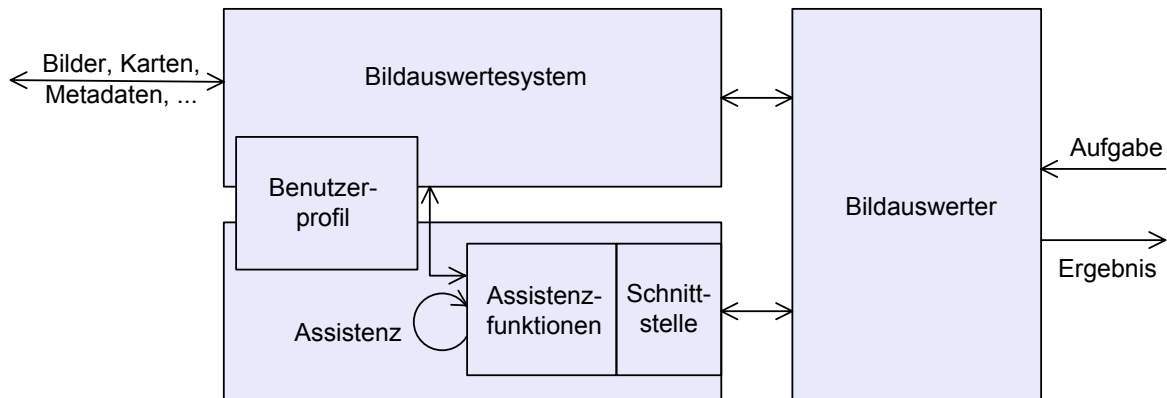 Bilder, Karten,
Metadaten, ...
Bildauswertesystem
Benutzer-
profil
Assistenz
Assistenz-
funktionen
Schnitt-
stelle
Bildauswerter
Aufgabe
Ergebnis